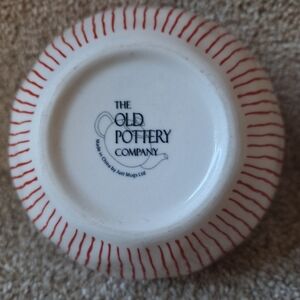 THE
OLD
POTTERY
COMPANY
Made in China by Just Mugs Ltd